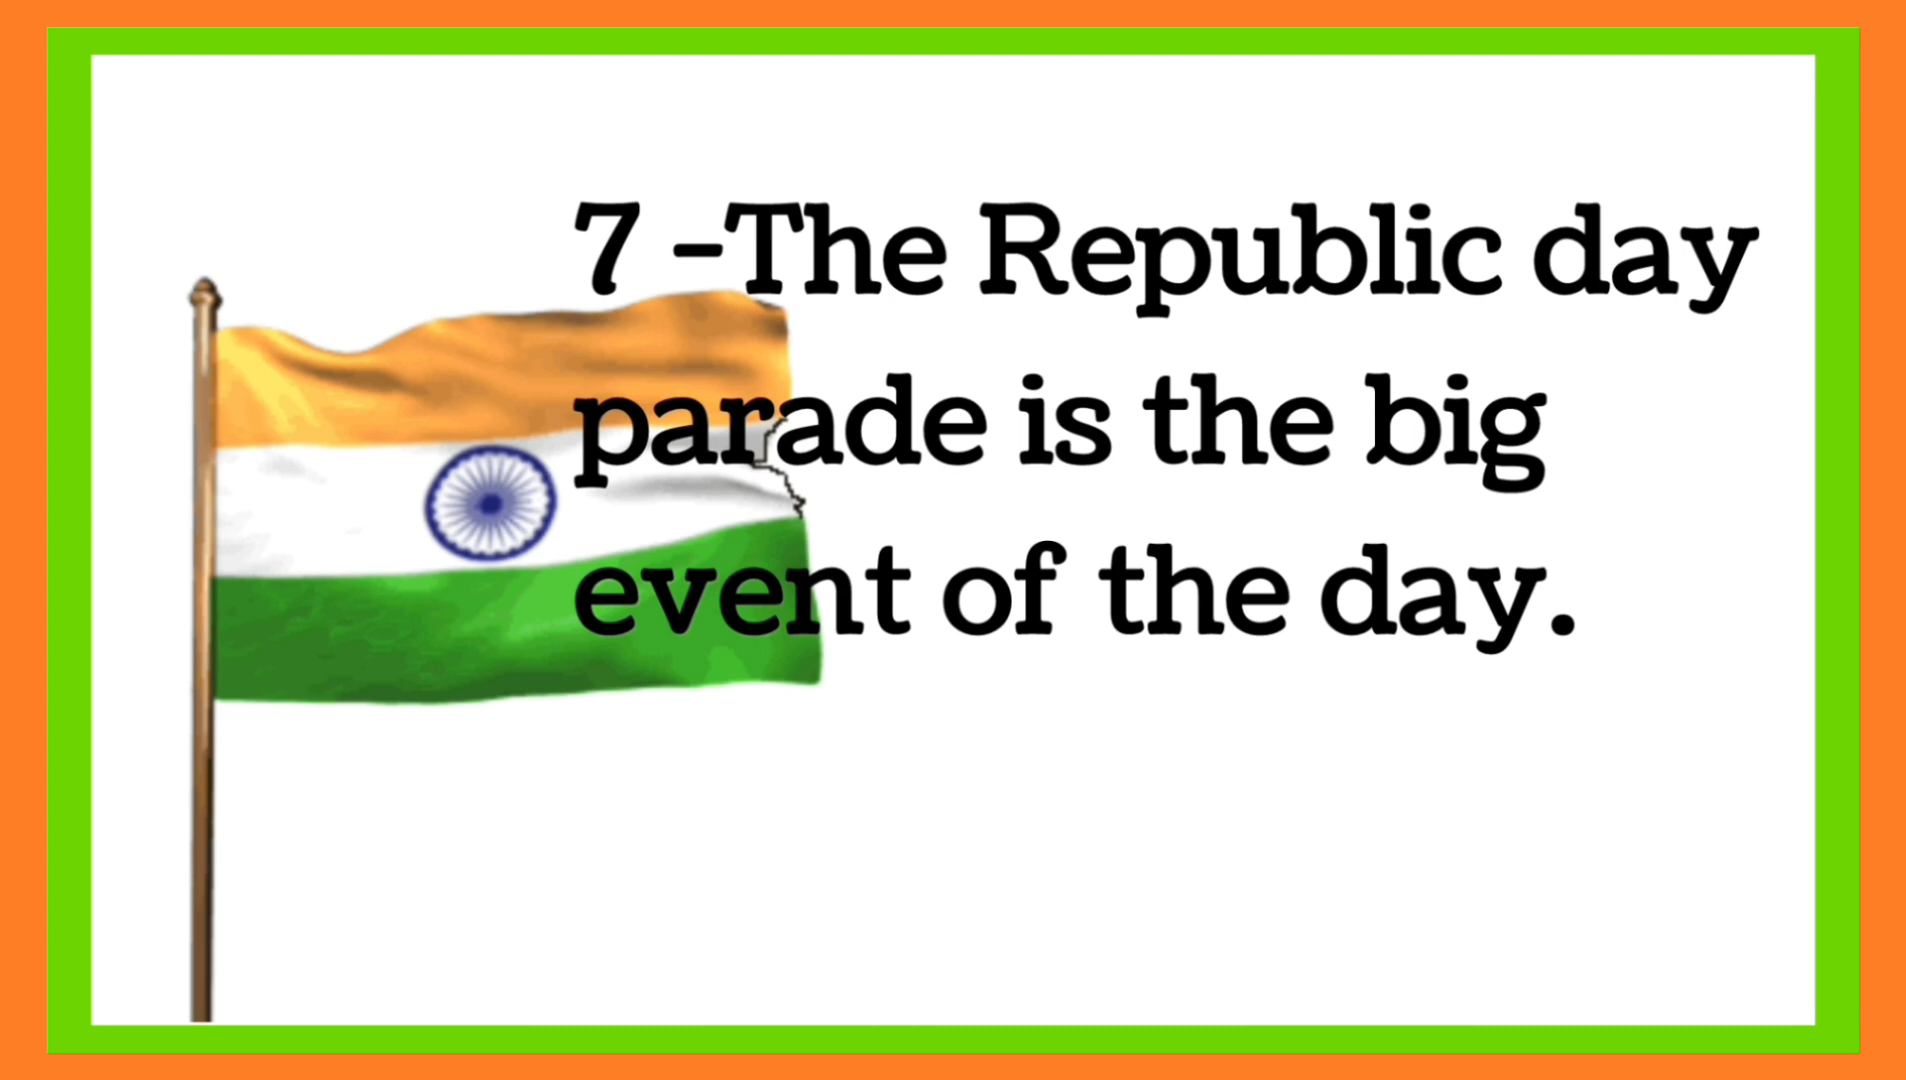 7 -The Republic day
parade is the big
event of the day.